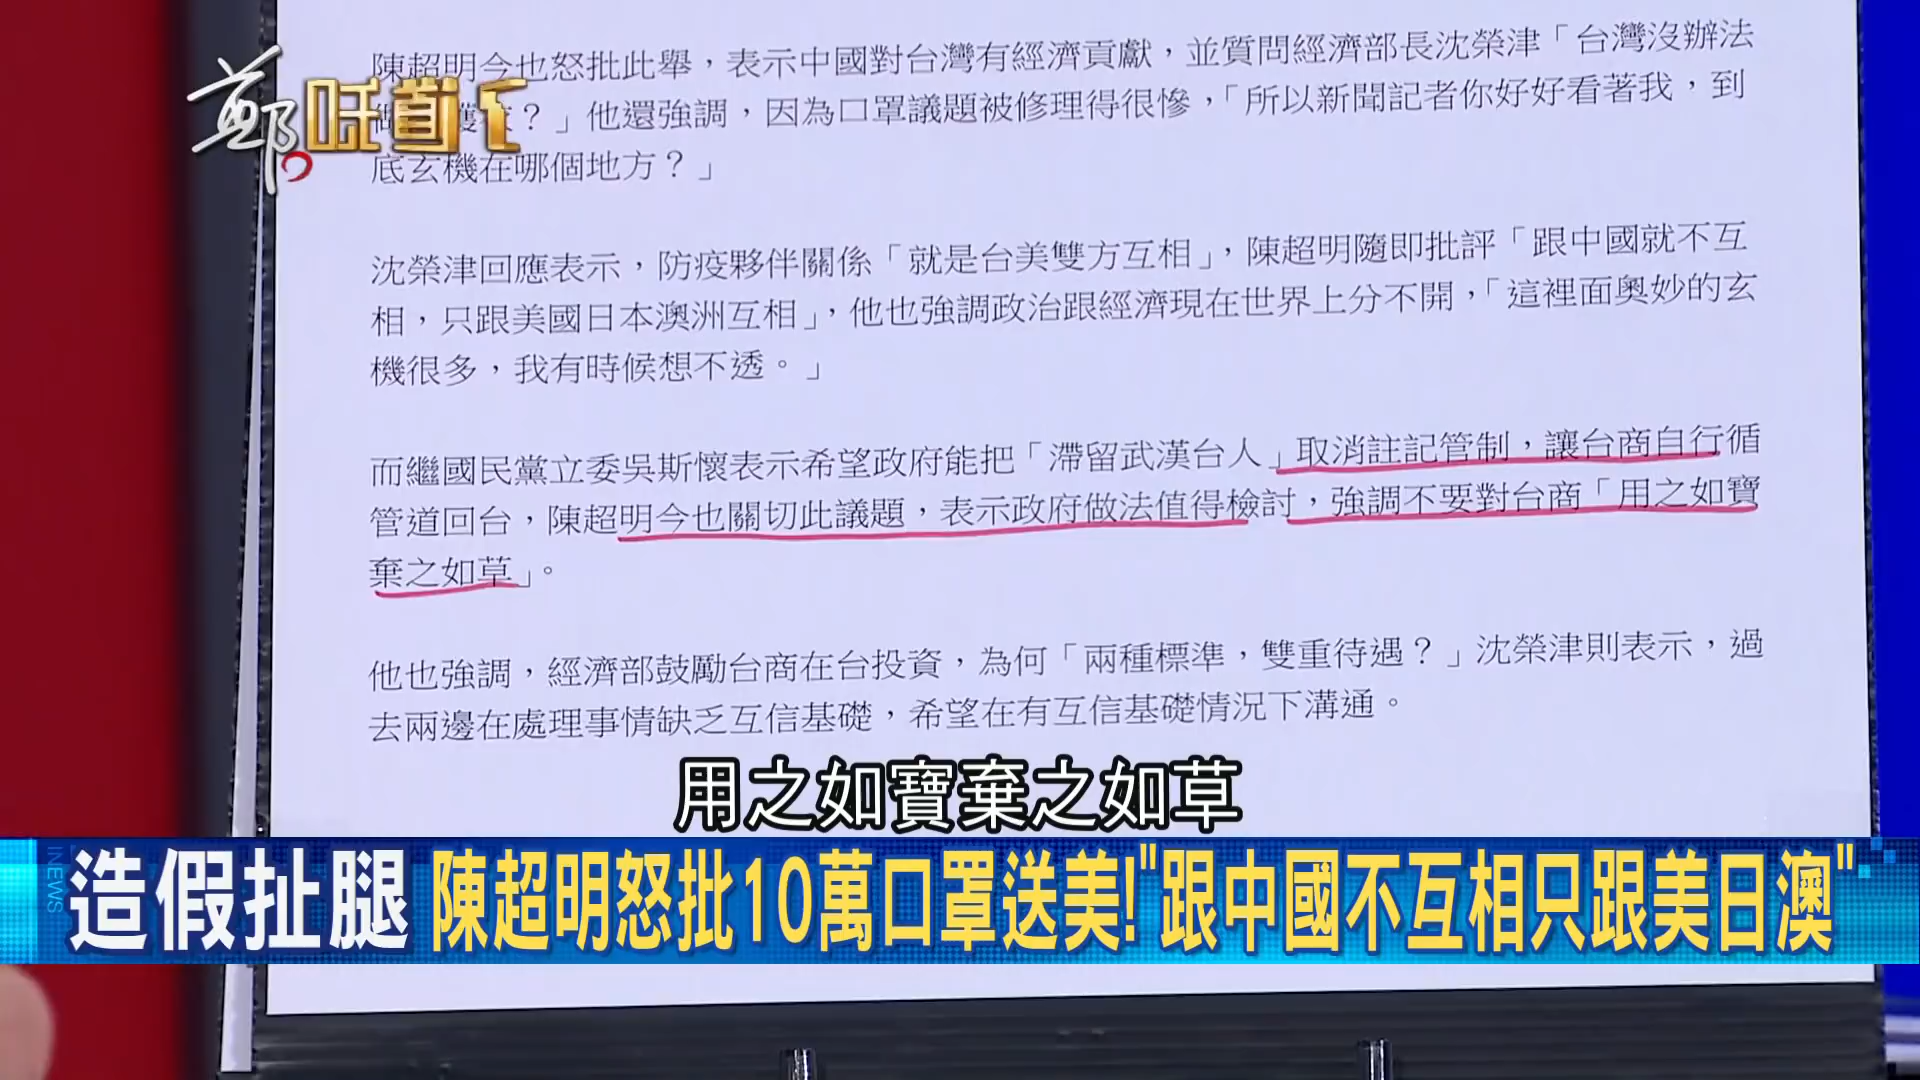 陳超明今也怒批此舉，表示中國對台灣有經濟貢獻，並質問經濟部長沈榮津「台灣沒辦法
？」他還強調，因為口罩議題被修理得很慘，「所以新聞記者你好好看著我，到
底玄機在哪個地方？」
沈榮津回應表示，防疫夥伴關係「就是台美雙方互相」，陳超明隨即批評「跟中國就不互
相，只跟美國日本澳洲互相」，他也強調政治跟經濟現在世界上分不開，「這裡面奧妙的玄
機很多，我有時候想不透。」
而繼國民黨立委吳斯懷表示希望政府能把「滯留武漢台人」取消註記管制，讓台商自行循
管道回台，陳超明今也關切此議題，表示政府做法值得檢討，強調不要對台商「用之如寶
棄之如草」。
他也強調，經濟部鼓勵台商在台投資，為何「兩種標準，雙重待遇？」沈榮津則表示，過
去兩邊在處理事情缺乏互信基礎，希望在有互信基礎情況下溝通。
用之如寶棄之如草
iNEWS
造假扯腿 陳超明怒批10萬口罩送美!"跟中國不互相只跟美日澳"